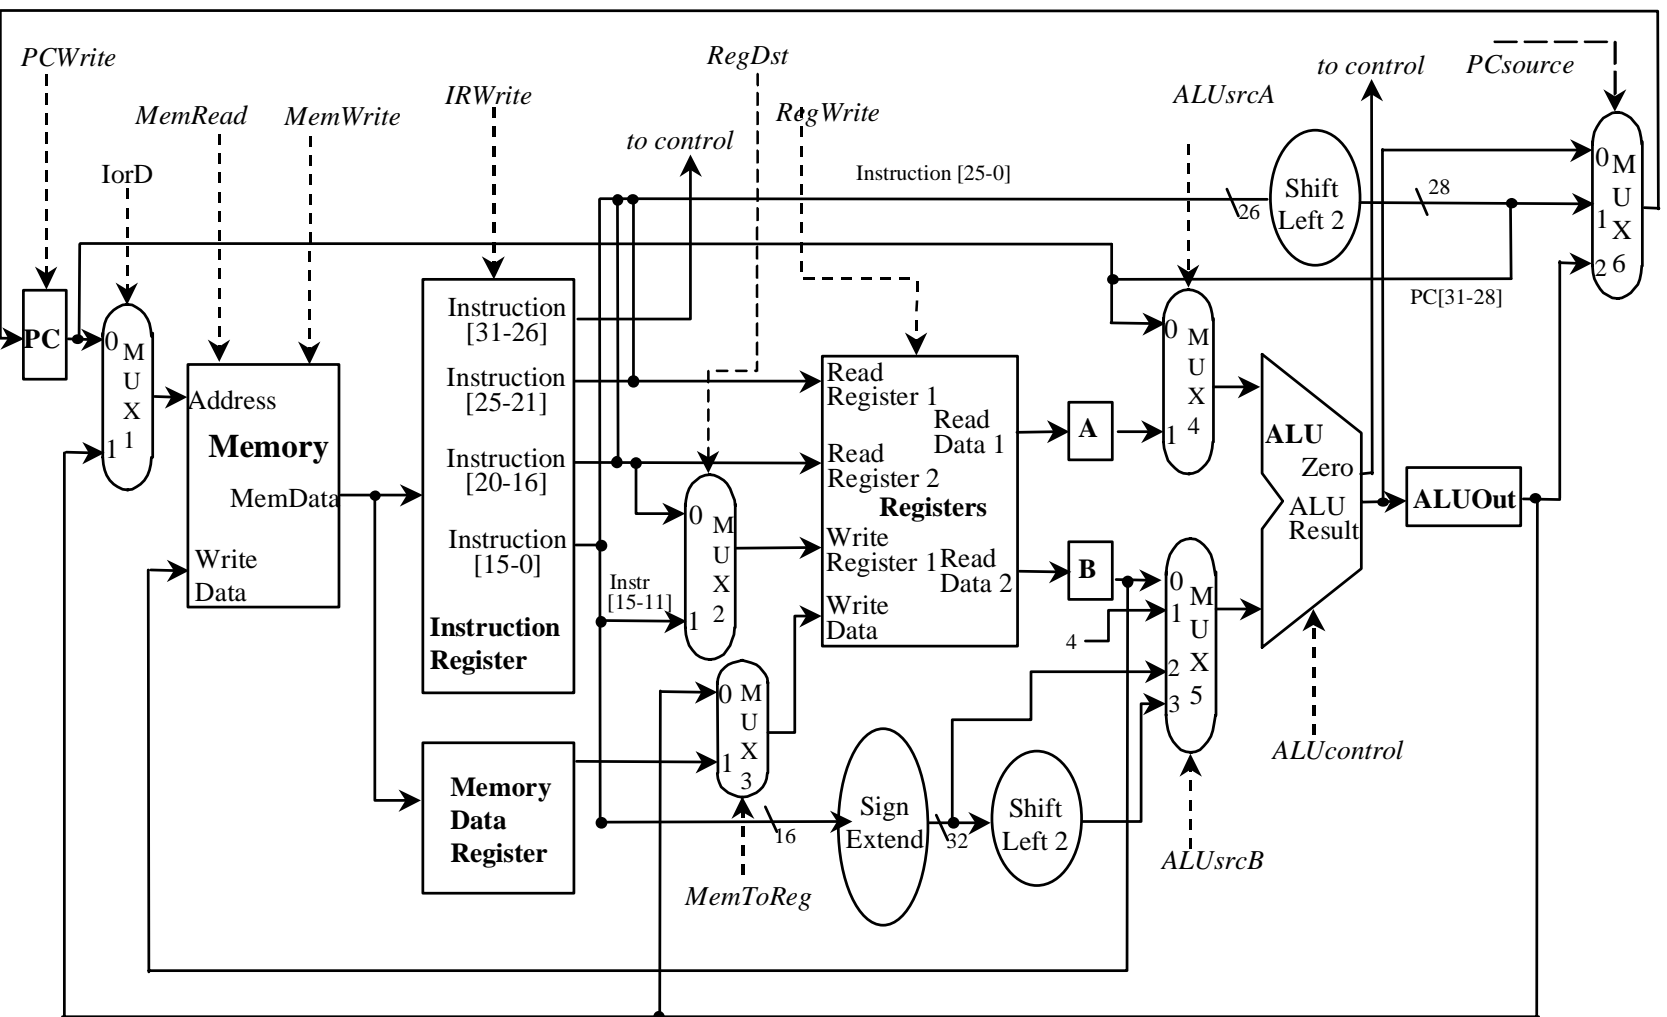 PCWrite
MemRead
MemWrite
IorD
IRWrite
RegDst
RegWrite
to control
ALUsrcA
to control
PCsource
Instruction [25-0]
26
Shift
Left 2
28
PC[31-28]
0
1
2
M
U
X
6
PC
0
1
M
U
X
1
Address
Memory
MemData
Write
Data
Instruction
[31-26]
Instruction
[25-21]
Instruction
[20-16]
Instruction
[15-0]
Instruction
Register
Instr
[15-11]
0
1
M
U
X
2
Read
Register 1
Read
Register 2
Registers
Write
Register 1
Write
Data
Read
Data 1
Read
Data 2
A
B
0
1
M
U
X
4
0
1
2
3
M
U
X
5
4
ALU
Zero
ALU
Result
ALUOut
ALUcontrol
ALUsrcB
Memory
Data
Register
0
1
M
U
X
3
MemToReg
16
Sign
Extend
32
Shift
Left 2